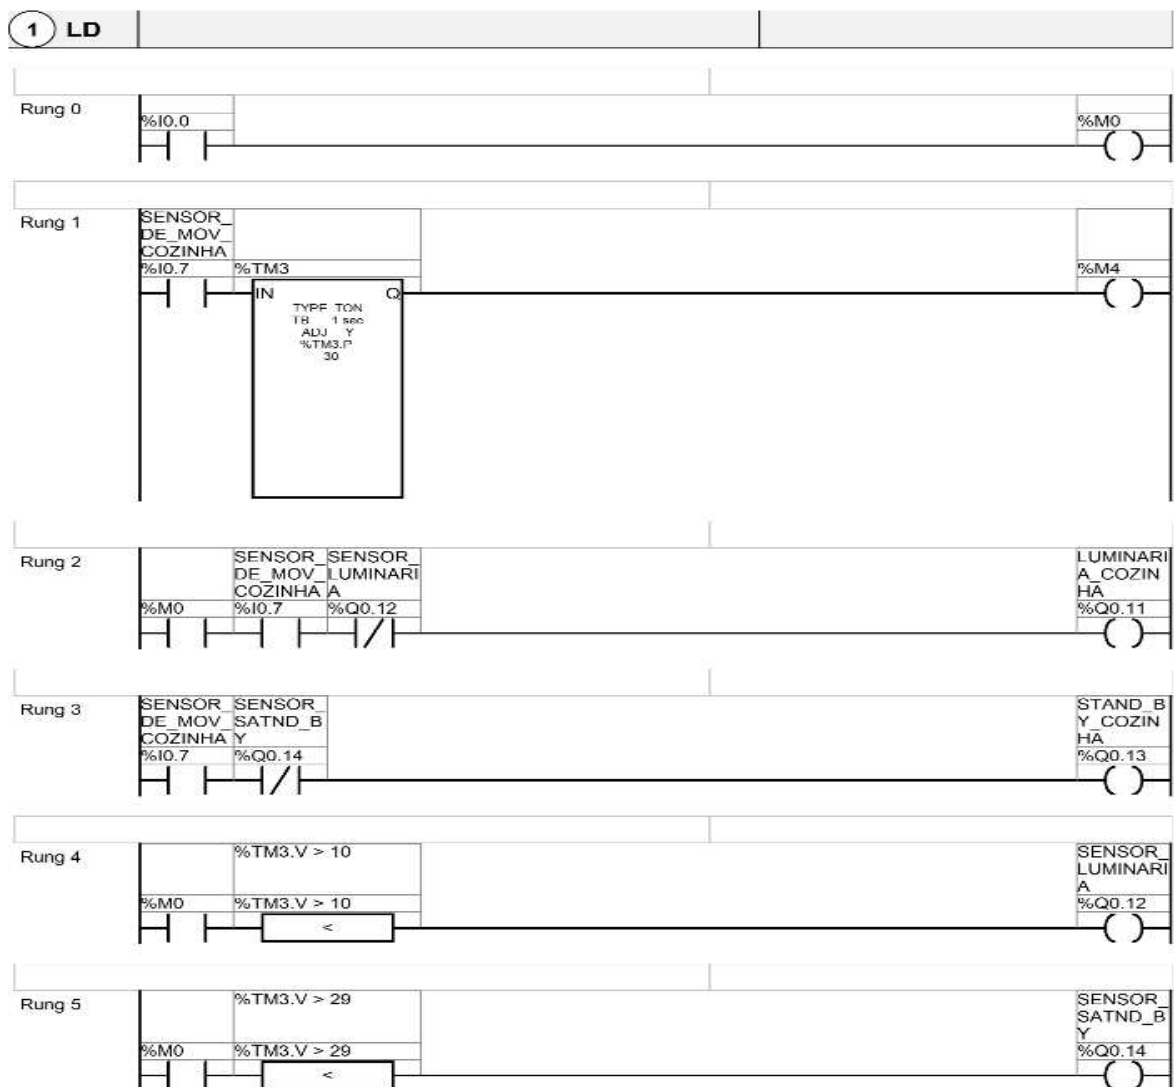 1 LD
Rung 0
%I0.0
%M0
Rung 1
SENSOR_
DE_MOV_
COZINHA
%I0.7 %TM3
%M4
IN Q
TYPE TON
TB 1 sec
ADJ Y
%TM3.P
30
Rung 2
SENSOR_ SENSOR_ LUMINARI
DE_MOV_ LUMINARI A_COZIN
COZINHA A HA
%M0 %I0.7 %Q0.12 %Q0.11
Rung 3
SENSOR_ SENSOR_ STAND_B
DE_MOV_ SATND_B Y_COZIN
COZINHA Y HA
%I0.7 %Q0.14 %Q0.13
Rung 4
%TM3.V > 10 SENSOR_
LUMINARI
A
%M0 %TM3.V > 10 %Q0.12
<
Rung 5
%TM3.V > 29 SENSOR_
SATND_B
Y
%M0 %TM3.V > 29 %Q0.14
<